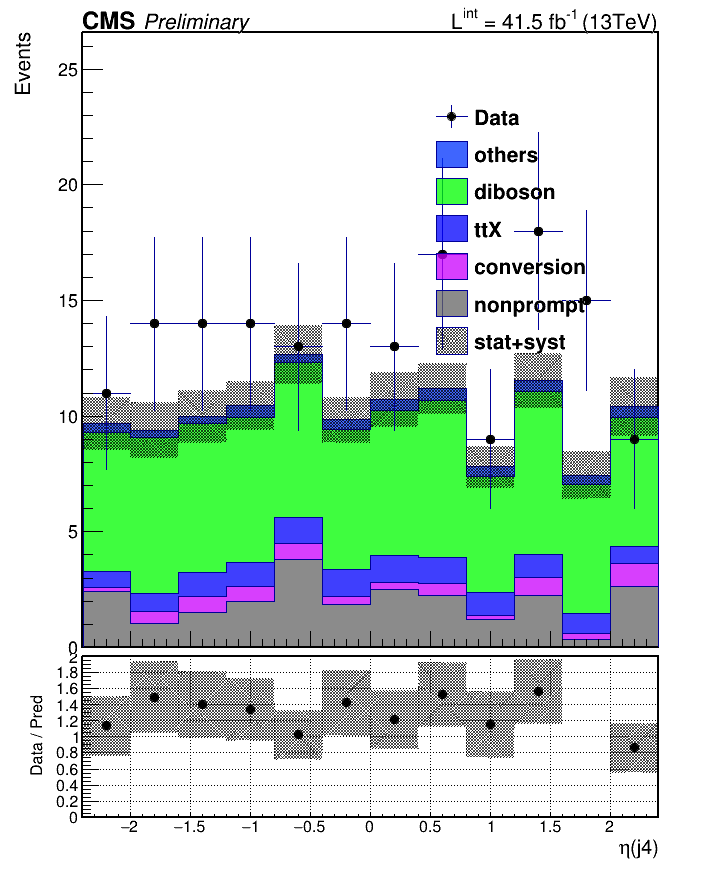 CMS Preliminary L^int = 41.5 fb^-1 (13TeV)
Events
25
20
15
10
5
0
Data
others
diboson
ttX
conversion
nonprompt
stat+syst
Data / Pred
2
1.8
1.6
1.4
1.2
1
0.8
0.6
0.4
0.2
0
−2 −1.5 −1 −0.5 0 0.5 1 1.5 2
η(j4)